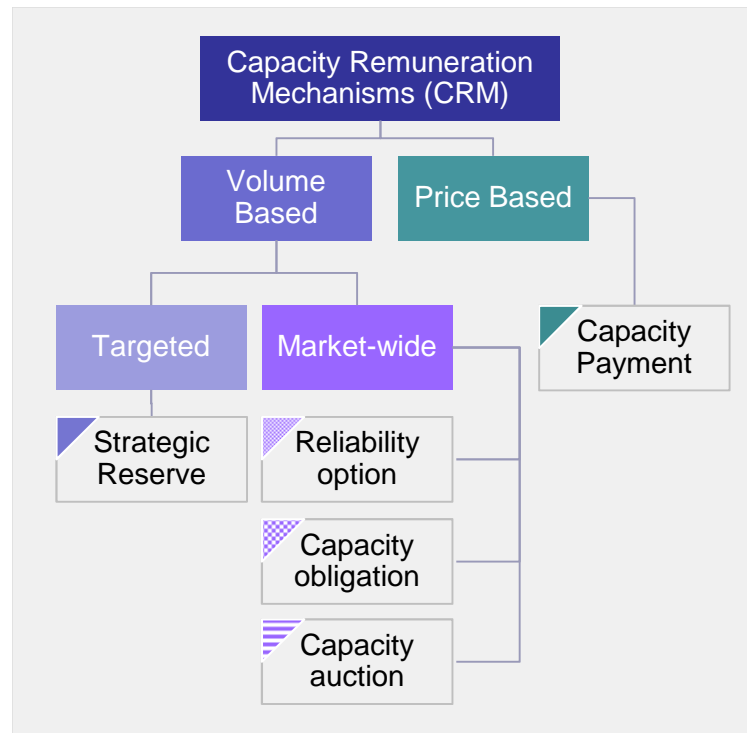 Capacity Remuneration
Mechanisms (CRM)
Volume
Based
Price Based
Targeted
Market-wide
Capacity
Payment
Strategic
Reserve
Reliability
option
Capacity
obligation
Capacity
auction